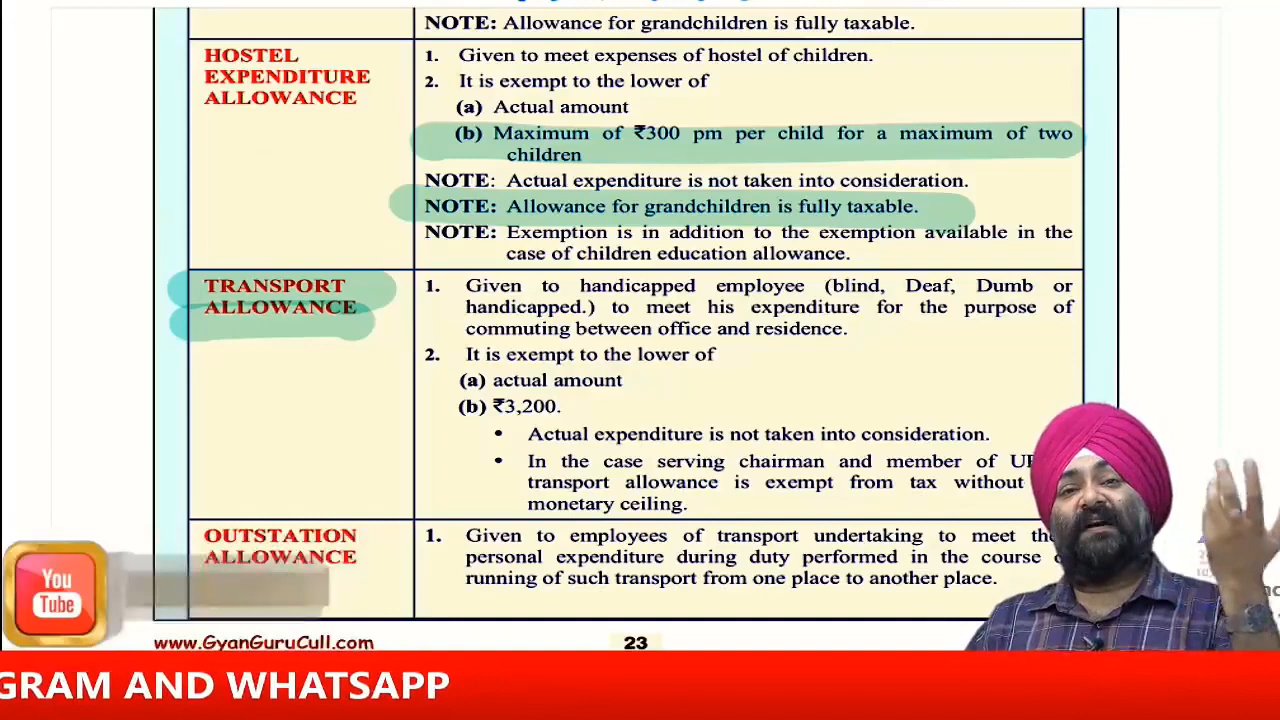 NOTE: Allowance for grandchildren is fully taxable.
HOSTEL
EXPENDITURE
ALLOWANCE
1. Given to meet expenses of hostel of children.
2. It is exempt to the lower of
(a) Actual amount
(b) Maximum of ₹300 pm per child for a maximum of two
children
NOTE: Actual expenditure is not taken into consideration.
NOTE: Allowance for grandchildren is fully taxable.
NOTE: Exemption is in addition to the exemption available in the
case of children education allowance.
TRANSPORT
ALLOWANCE
1. Given to handicapped employee (blind, Deaf, Dumb or
handicapped.) to meet his expenditure for the purpose of
commuting between office and residence.
2. It is exempt to the lower of
(a) actual amount
(b) ₹3,200.
• Actual expenditure is not taken into consideration.
• In the case serving chairman and member of
transport allowance is exempt from tax without
monetary ceiling.
OUTSTATION
ALLOWANCE
1. Given to employees of transport undertaking to meet
personal expenditure during duty performed in the course
running of such transport from one place to another place.
You
Tube
www.GyanGuruCull.com
23
GRAM AND WHATSAPP